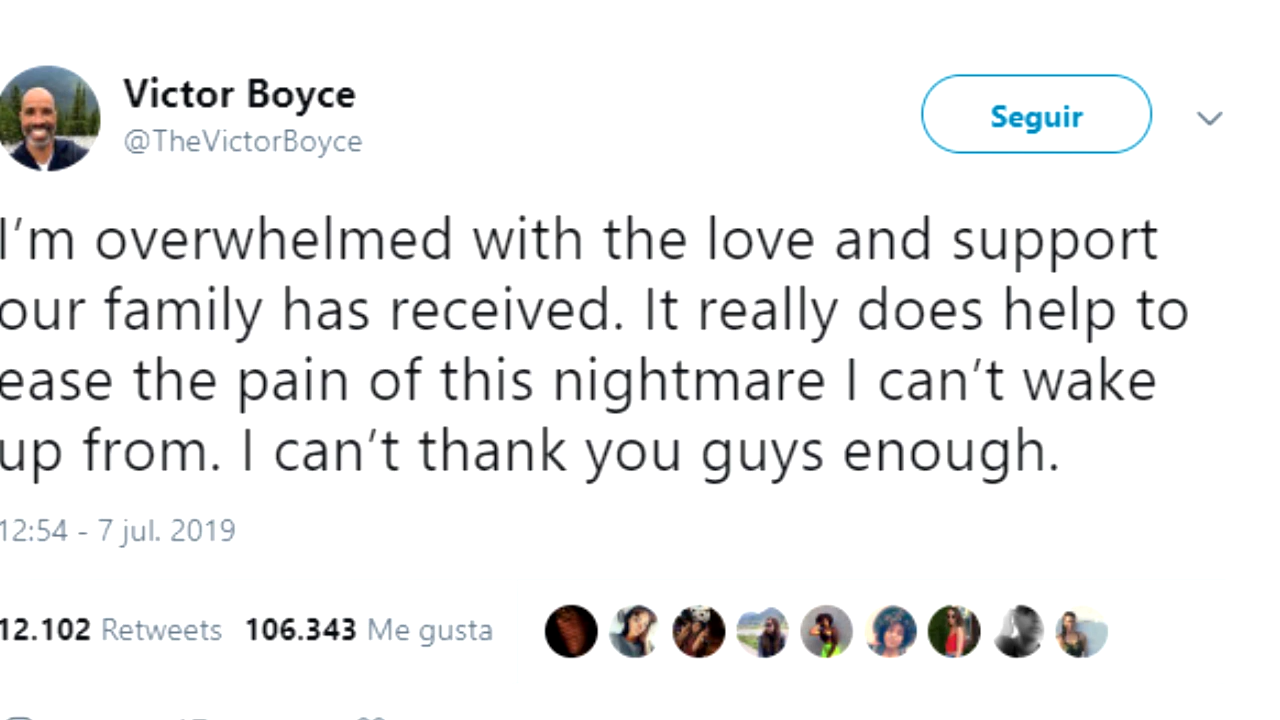 Victor Boyce
@TheVictorBoyce
Seguir
I’m overwhelmed with the love and support
our family has received. It really does help to
ease the pain of this nightmare I can’t wake
up from. I can’t thank you guys enough.
12:54 - 7 jul. 2019
12.102 Retweets 106.343 Me gusta